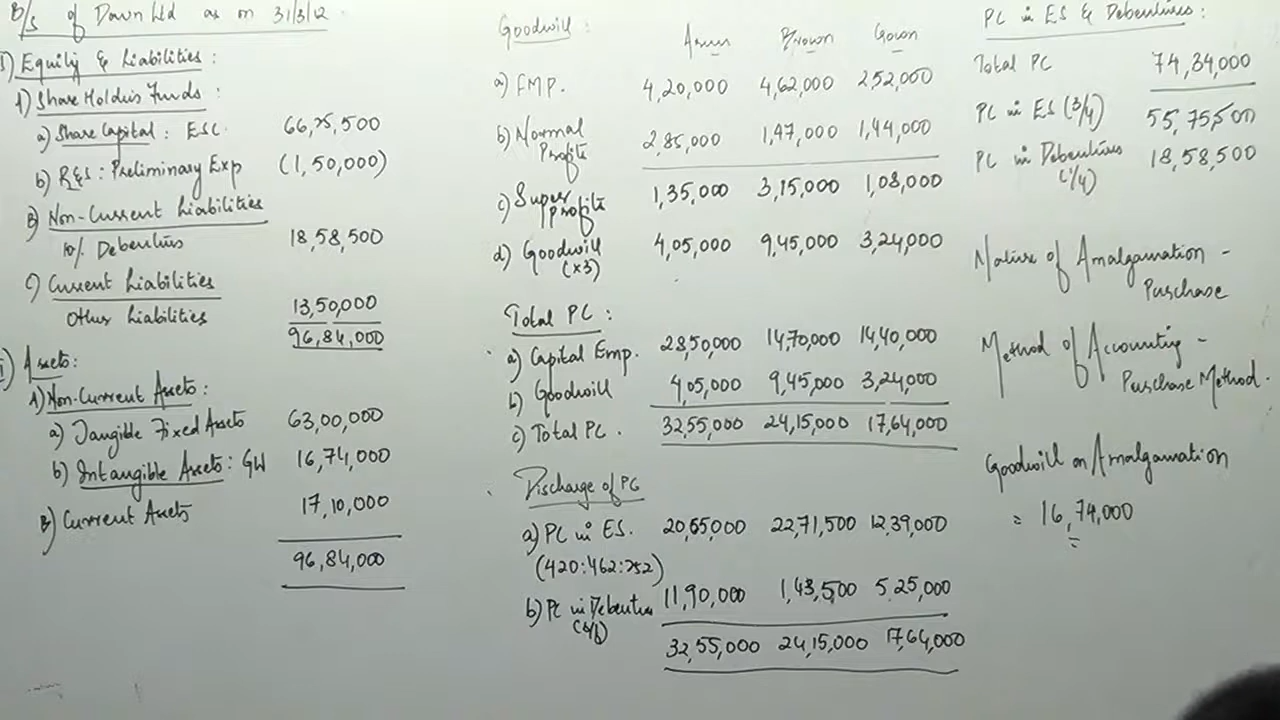 B/S of Dawn Ltd as on 31/3/12.
I) Equity & Liabilities :
1) Share Holders Funds :
a) Share Capital : ESC 66,25,500
b) R&S : Preliminary Exp (1,50,000)
B) Non-Current Liabilities
10% Debentures 18,58,500
C) Current Liabilities
Other Liabilities 13,50,000
96,84,000
Assets:
A) Non-Current Assets :
a) Tangible Fixed Assets 63,00,000
b) Intangible Assets : GW 16,74,000
B) Current Assets 17,10,000
96,84,000
Goodwill : Brown Gown
a) FMP. 4,20,000 4,62,000 2,52,000
b) Normal Profits 2,85,000 1,47,000 1,44,000
c) Super profits 1,35,000 3,15,000 1,08,000
d) Goodwill (×3) 4,05,000 9,45,000 3,24,000
Total PC :
a) Capital Emp. 28,50,000 14,70,000 14,40,000
b) Goodwill 4,05,000 9,45,000 3,24,000
c) Total PC. 32,55,000 24,15,000 17,64,000
Discharge of PC
a) PC in ES. 20,65,000 22,71,500 12,39,000
(420:462:252)
b) PC in Debentures (b/f) 11,90,000 1,43,500 5,25,000
32,55,000 24,15,000 17,64,000
PC in ES & Debentures :
Total PC 74,34,000
PC in ES (3/4) 55,75,500
PC in Debentures (1/4) 18,58,500
Nature of Amalgamation -
Purchase
Method of Accounting -
Purchase Method.
Goodwill on Amalgamation
= 16,74,000